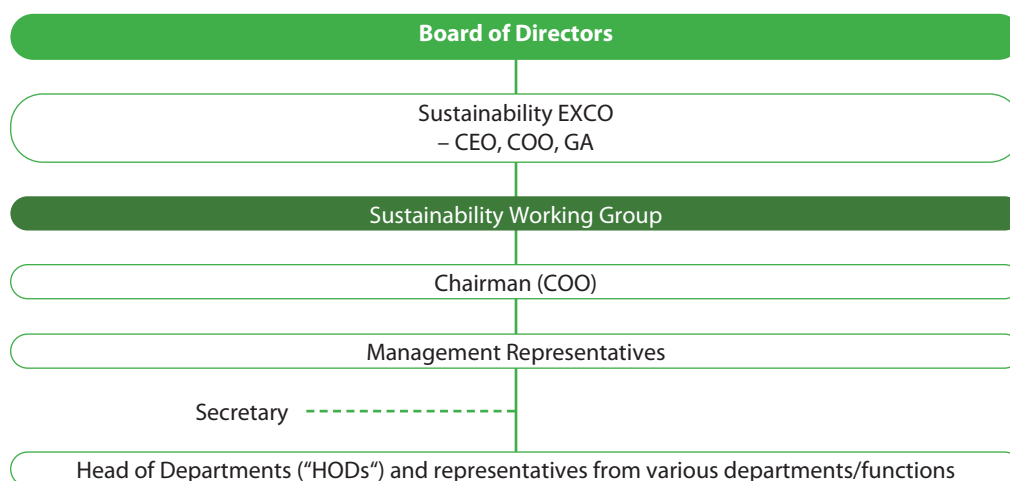 Board of Directors
Sustainability EXCO
– CEO, COO, GA
Sustainability Working Group
Chairman (COO)
Management Representatives
Secretary
Head of Departments (“HODs“) and representatives from various departments/functions